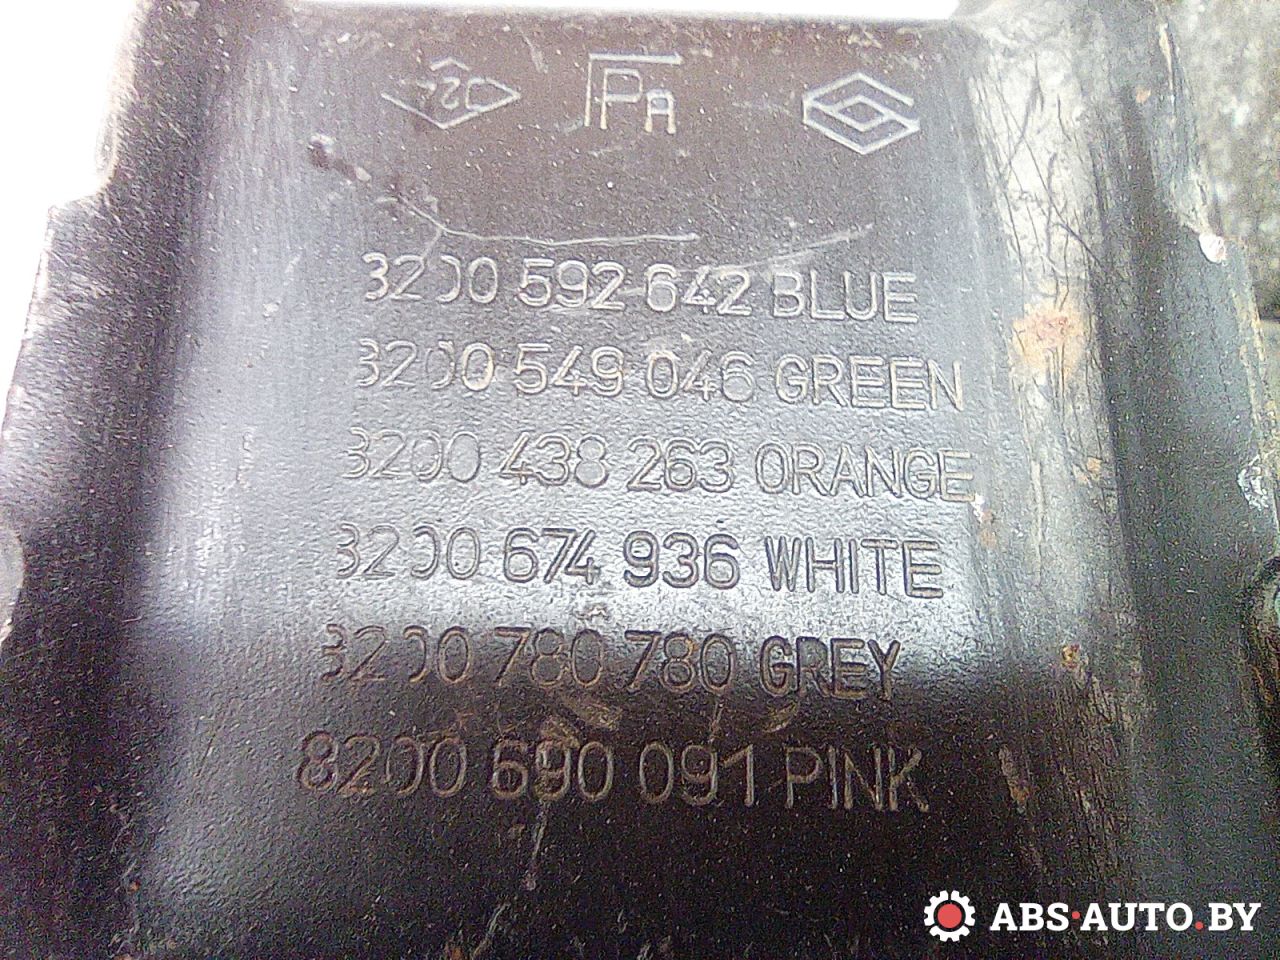 FPA
8200 592 642 BLUE
8200 549 046 GREEN
8200 438 263 ORANGE
8200 674 936 WHITE
8200 780 780 GREY
8200 690 091 PINK
ABS·AUTO.BY